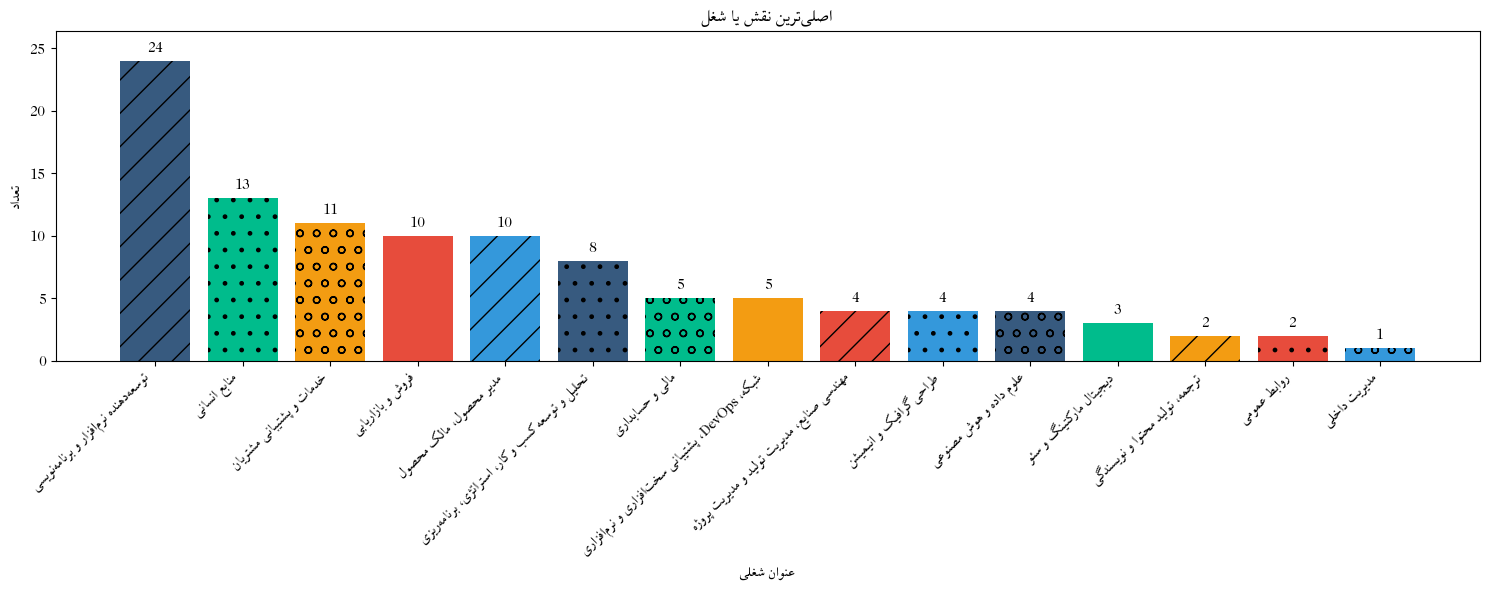 اصلی‌ترین نقش یا شغل
تعداد
25
20
15
10
5
0
24
13
11
10
10
8
5
5
4
4
4
3
2
2
1
توسعه‌دهنده نرم‌افزار و برنامه‌نویسی
منابع انسانی
خدمات و پشتیبانی مشتریان
فروش و بازاریابی
مدیر محصول، مالک محصول
تحلیل و توسعه کسب و کار، استراتژی، برنامه‌ریزی
مالی و حسابداری
شبکه، DevOps، پشتیبانی سخت‌افزاری و نرم‌افزاری
مهندسی صنایع، مدیریت تولید و مدیریت پروژه
طراحی گرافیک و انیمیشن
علوم داده و هوش مصنوعی
دیجیتال مارکتینگ و سئو
ترجمه، تولید محتوا و نویسندگی
روابط عمومی
مدیریت داخلی
عنوان شغلی